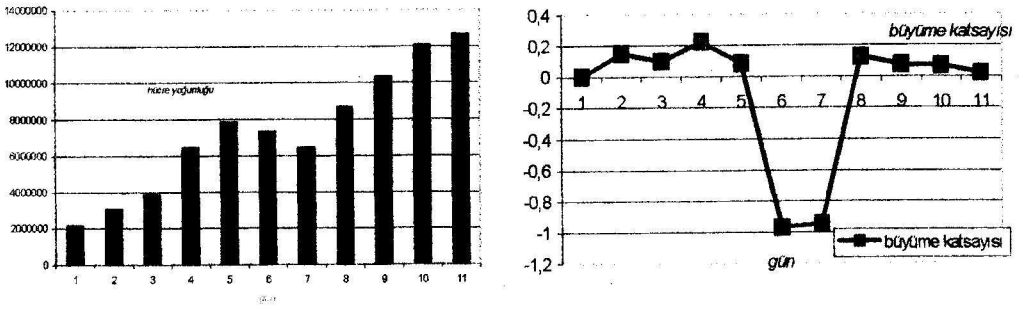 14000000
12000000
10000000
8000000
6000000
4000000
2000000
0
hücre yoğunluğu
1 2 3 4 5 6 7 8 9 10 11
gün
0,4
0,2
0
-0,2
-0,4
-0,6
-0,8
-1
-1,2
büyüme katsayısı
1 2 3 4 5 6 7 8 9 10 11
gün
büyüme katsayısı